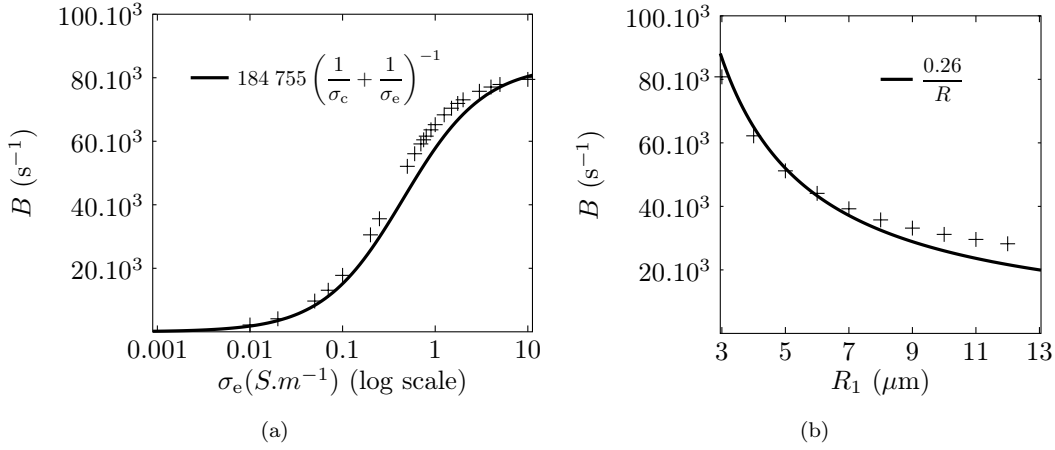 100.10³
80.10³
60.10³
40.10³
20.10³
B (s⁻¹)
184 755 (1/σc + 1/σe)⁻¹
0.001 0.01 0.1 1 10
σe(S.m⁻¹) (log scale)
(a)
100.10³
80.10³
60.10³
40.10³
20.10³
B (s⁻¹)
0.26/R
3 5 7 9 11 13
R₁ (μm)
(b)